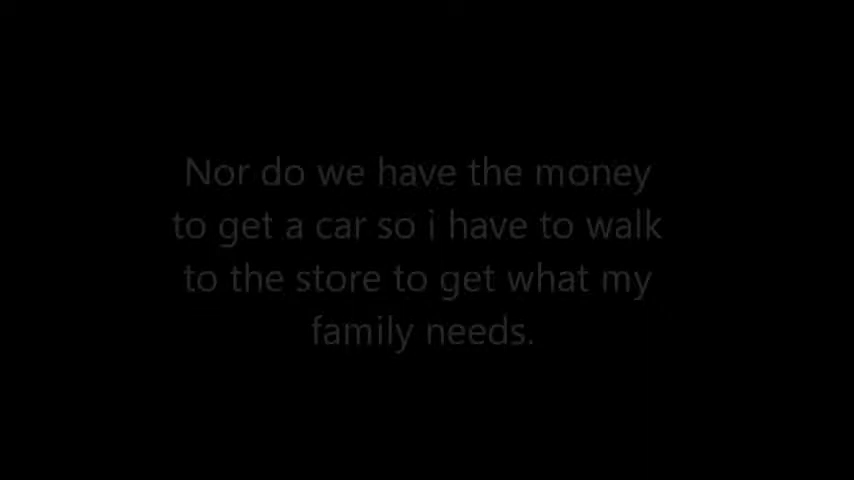 Nor do we have the money
to get a car so i have to walk
to the store to get what my
family needs.